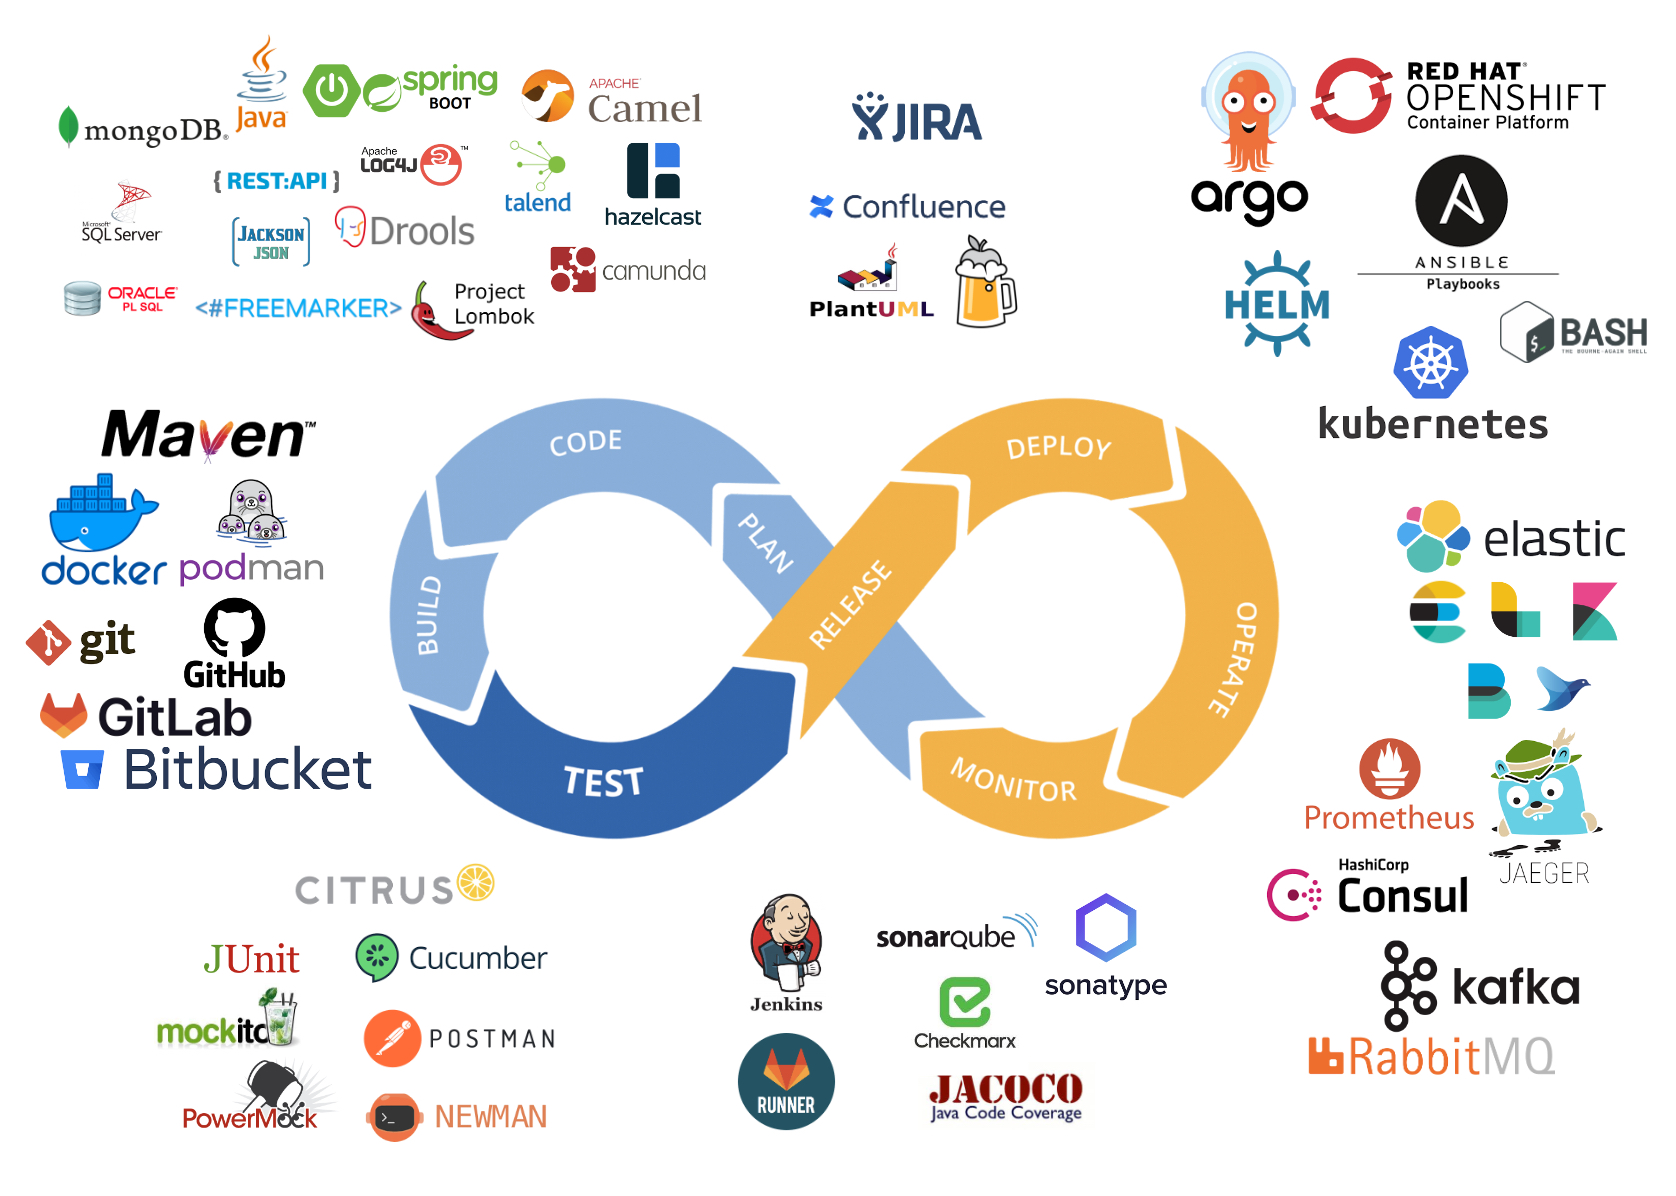 Java
spring
BOOT
APACHE
Camel
mongoDB®
Apache
LOG4J™
{ REST:API }
talend
hazelcast
Microsoft®
SQL Server
JACKSON
JSON
Drools
camunda
ORACLE
PL SQL
<#FREEMARKER>
Project
Lombok
JIRA
Confluence
PlantUML
RED HAT®
OPENSHIFT
Container Platform
argo
ANSIBLE
Playbooks
HELM
$_
BASH
THE BOURNE-AGAIN SHELL
kubernetes
Maven™
docker
podman
git
GitHub
GitLab
Bitbucket
CODE
PLAN
BUILD
TEST
RELEASE
DEPLOY
OPERATE
MONITOR
elastic
E L K
B
Prometheus
JAEGER
HashiCorp
Consul
kafka
RabbitMQ
CITRUS
JUnit
Cucumber
mockito
POSTMAN
PowerMock
>_
NEWMAN
Jenkins
sonarqube
sonatype
Checkmarx
RUNNER
JACOCO
Java Code Coverage